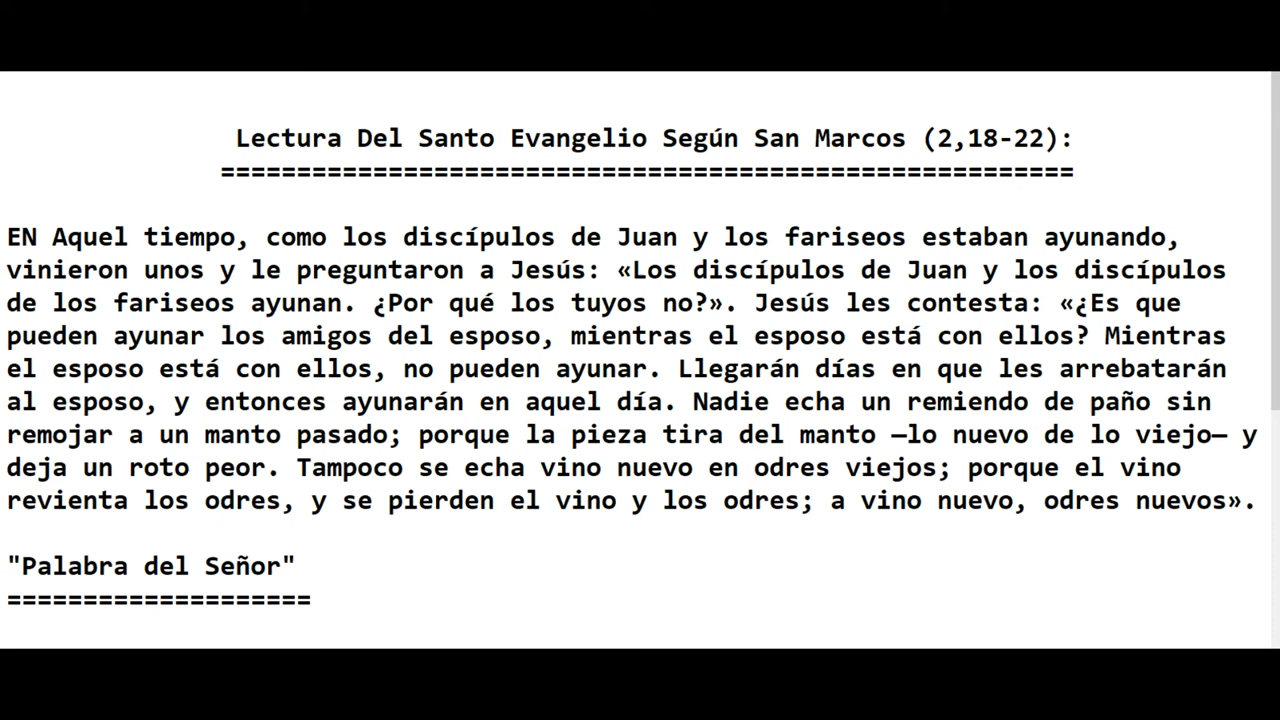 Lectura Del Santo Evangelio Según San Marcos (2,18-22):
========================================================
EN Aquel tiempo, como los discípulos de Juan y los fariseos estaban ayunando,
vinieron unos y le preguntaron a Jesús: «Los discípulos de Juan y los discípulos
de los fariseos ayunan. ¿Por qué los tuyos no?». Jesús les contesta: «¿Es que
pueden ayunar los amigos del esposo, mientras el esposo está con ellos? Mientras
el esposo está con ellos, no pueden ayunar. Llegarán días en que les arrebatarán
al esposo, y entonces ayunarán en aquel día. Nadie echa un remiendo de paño sin
remojar a un manto pasado; porque la pieza tira del manto —lo nuevo de lo viejo— y
deja un roto peor. Tampoco se echa vino nuevo en odres viejos; porque el vino
revienta los odres, y se pierden el vino y los odres; a vino nuevo, odres nuevos».
"Palabra del Señor"
====================